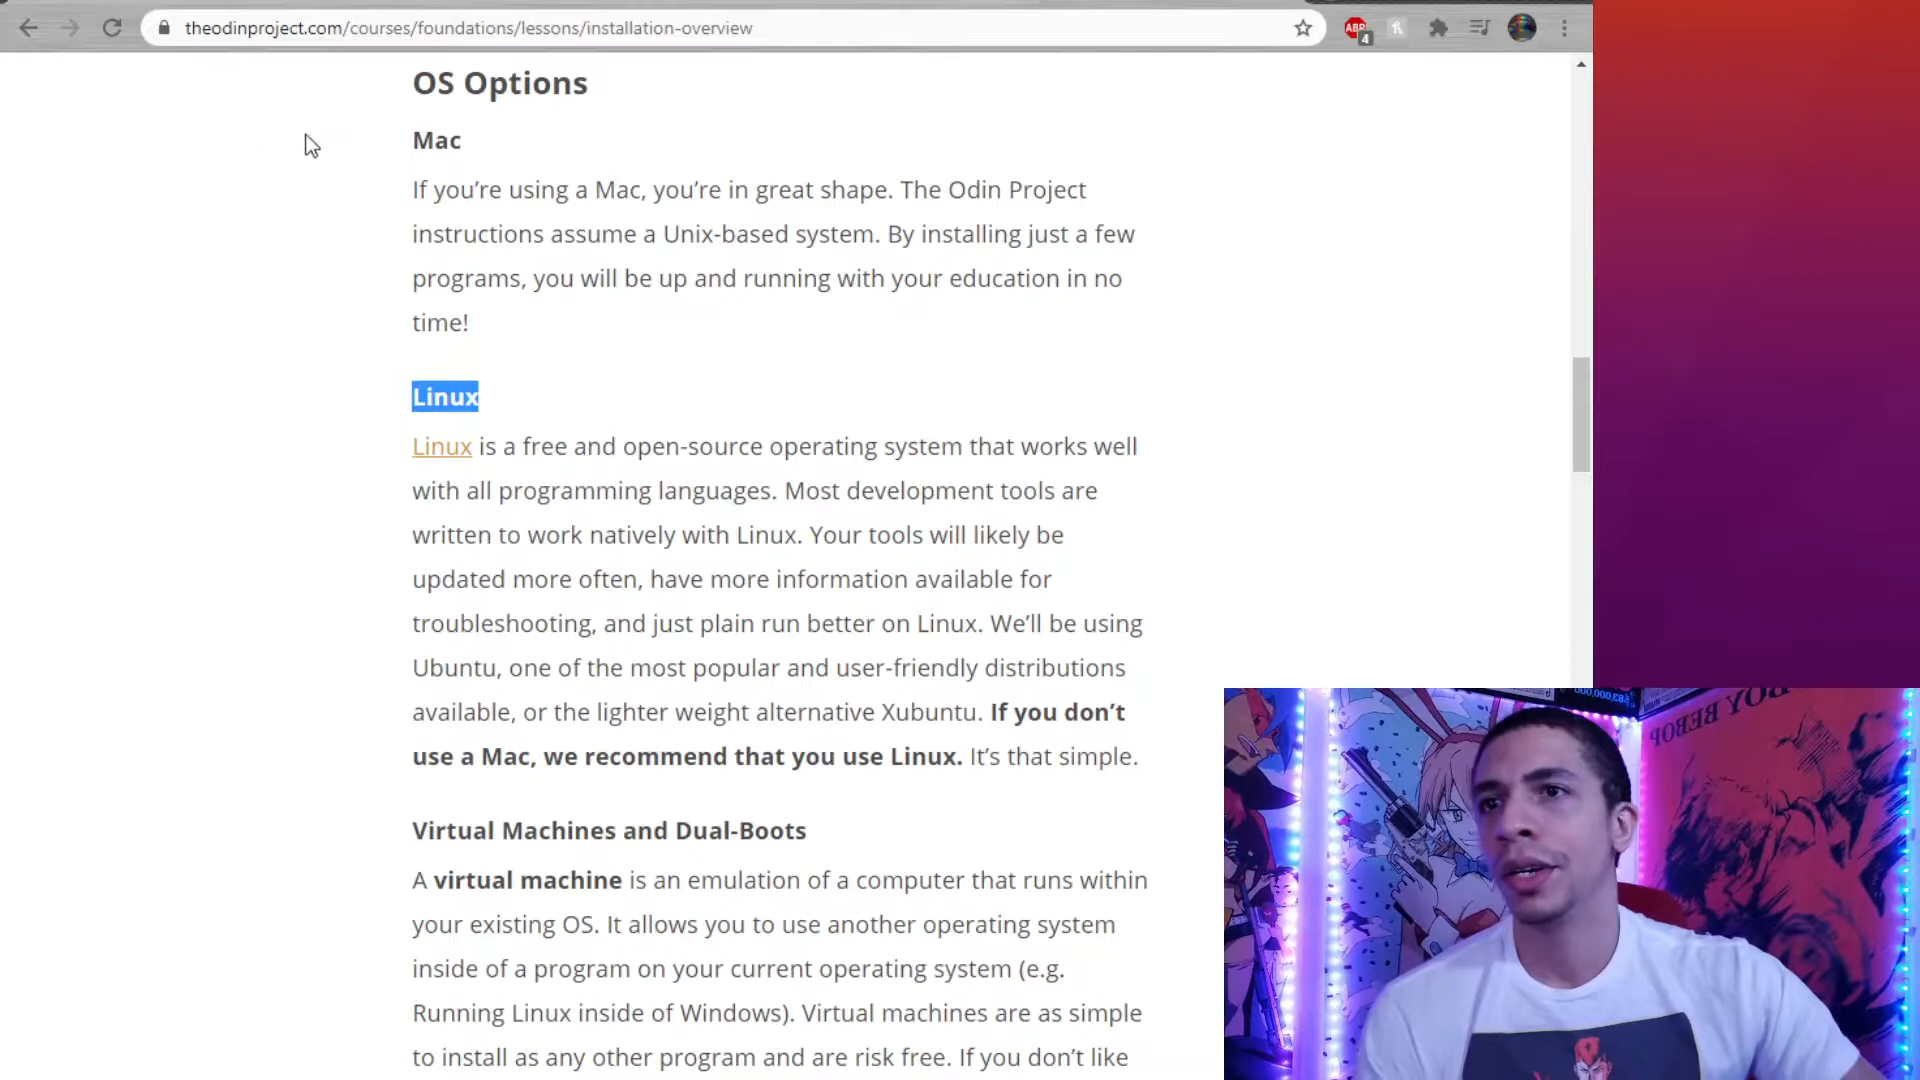 theodinproject.com/courses/foundations/lessons/installation-overview
ABP
4
OS Options
Mac
If you’re using a Mac, you’re in great shape. The Odin Project
instructions assume a Unix-based system. By installing just a few
programs, you will be up and running with your education in no
time!
Linux
Linux is a free and open-source operating system that works well
with all programming languages. Most development tools are
written to work natively with Linux. Your tools will likely be
updated more often, have more information available for
troubleshooting, and just plain run better on Linux. We’ll be using
Ubuntu, one of the most popular and user-friendly distributions
available, or the lighter weight alternative Xubuntu. If you don’t
use a Mac, we recommend that you use Linux. It’s that simple.
Virtual Machines and Dual-Boots
A virtual machine is an emulation of a computer that runs within
your existing OS. It allows you to use another operating system
inside of a program on your current operating system (e.g.
Running Linux inside of Windows). Virtual machines are as simple
to install as any other program and are risk free. If you don’t like